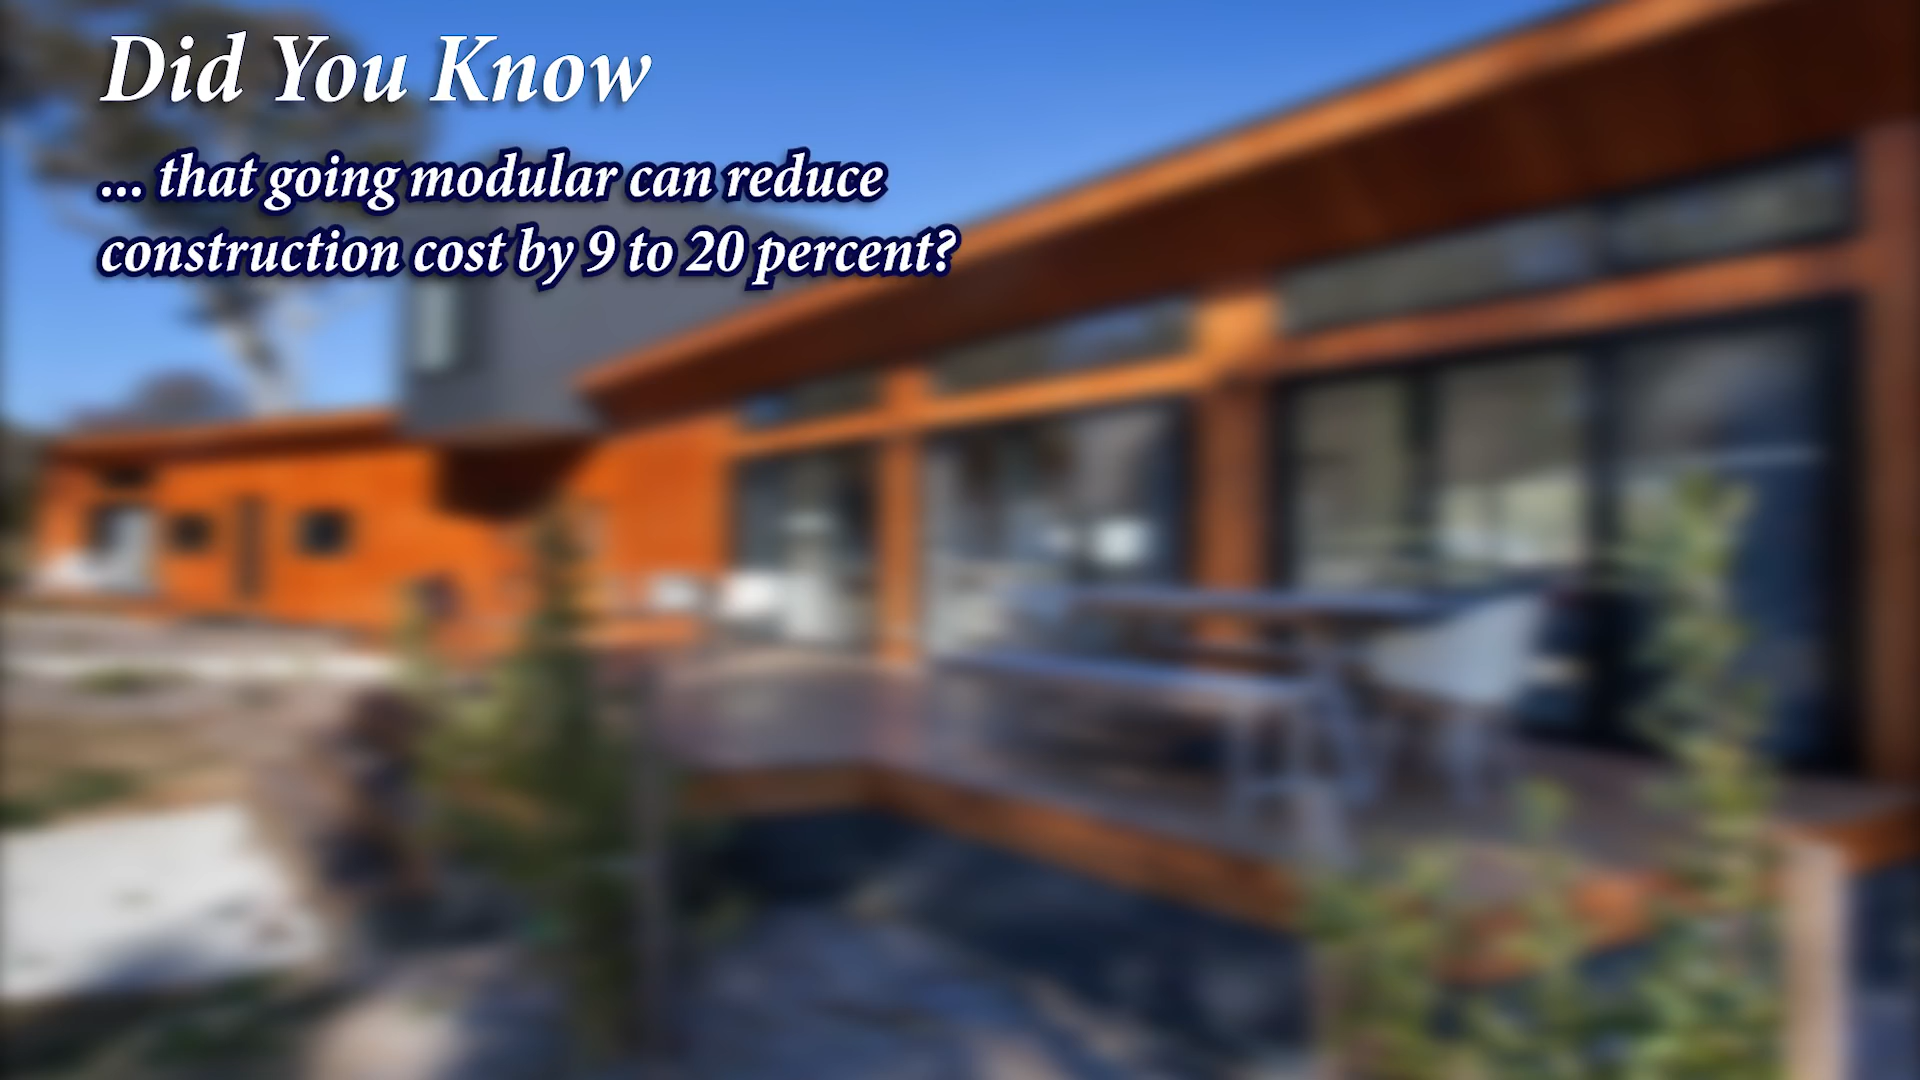 Did You Know
... that going modular can reduce
construction cost by 9 to 20 percent?